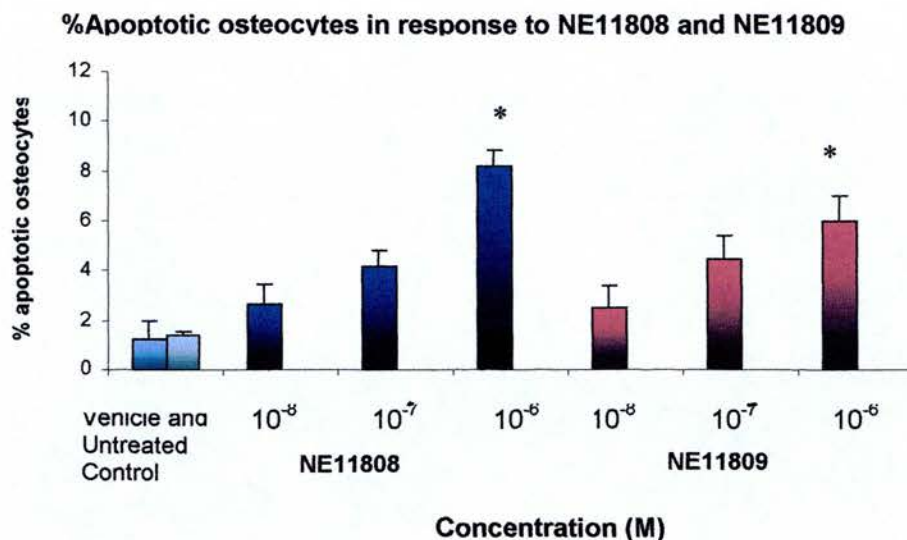 %Apoptotic osteocytes in response to NE11808 and NE11809
% apoptotic osteocytes
12
10
8
6
4
2
0
*
*
Vehicle and
Untreated
Control
10⁻⁸ 10⁻⁷ 10⁻⁶ 10⁻⁸ 10⁻⁷ 10⁻⁶
NE11808 NE11809
Concentration (M)